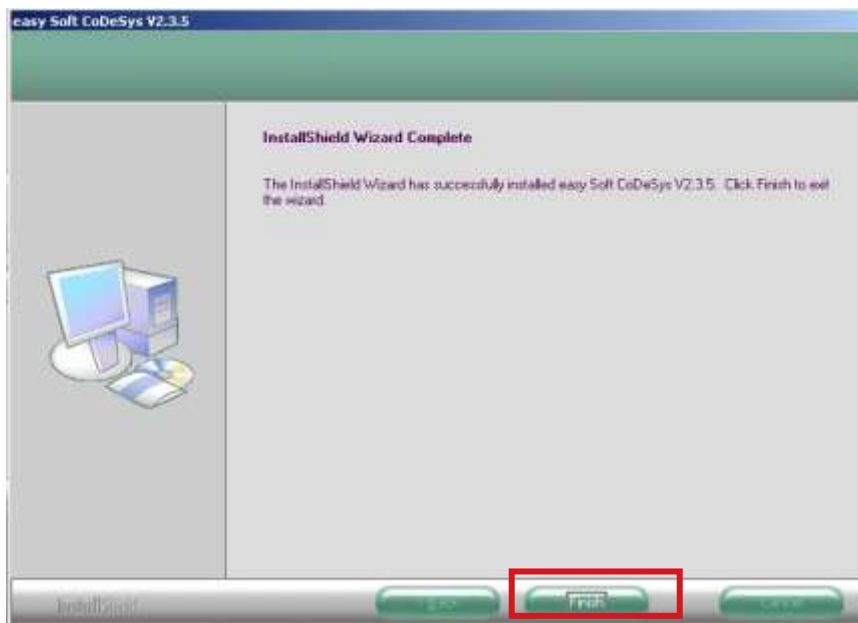 easy Soft CoDeSys V2.3.5
InstallShield Wizard Complete
The InstallShield Wizard has successfully installed easy Soft CoDeSys V2.3.5. Click Finish to exit
the wizard.
InstallShield
Finish